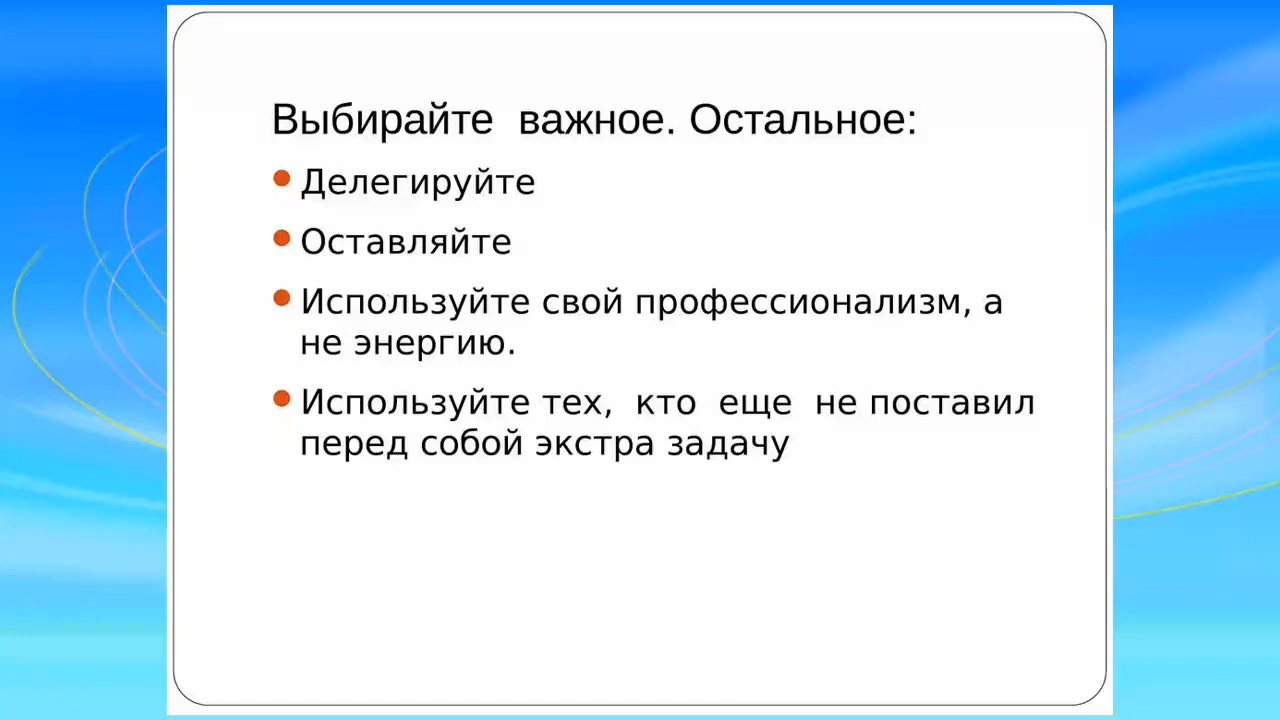 Выбирайте важное. Остальное:
Делегируйте
Оставляйте
Используйте свой профессионализм, а
не энергию.
Используйте тех, кто еще не поставил
перед собой экстра задачу